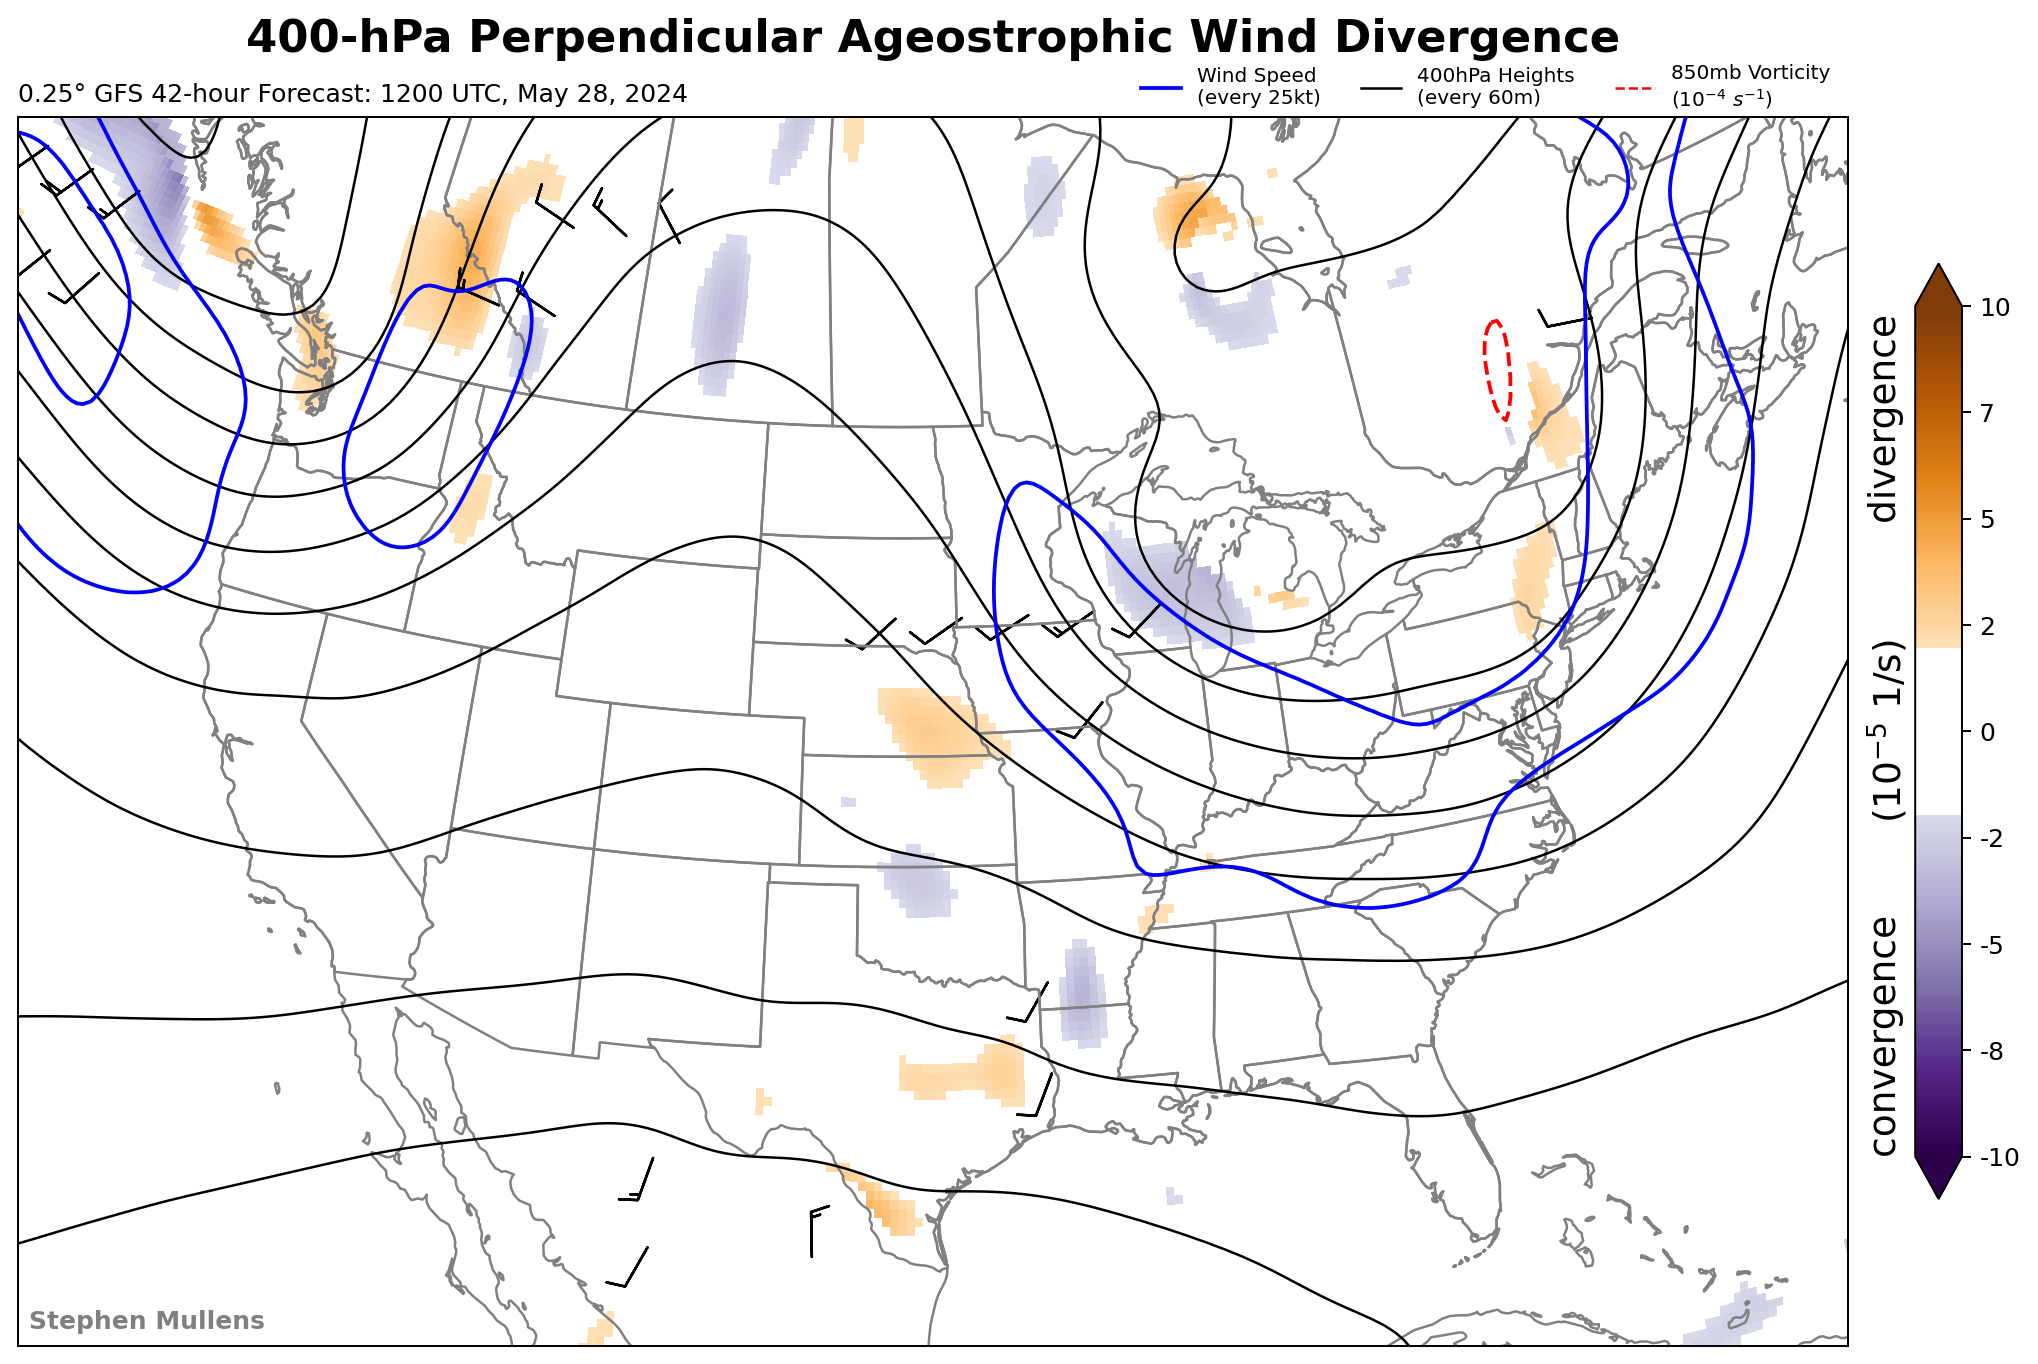 400-hPa Perpendicular Ageostrophic Wind Divergence
0.25° GFS 42-hour Forecast: 1200 UTC, May 28, 2024
Wind Speed
(every 25kt)
400hPa Heights
(every 60m)
850mb Vorticity
(10⁻⁴ s⁻¹)
10
7
5
2
0
-2
-5
-8
-10
convergence (10⁻⁵ 1/s) divergence
Stephen Mullens